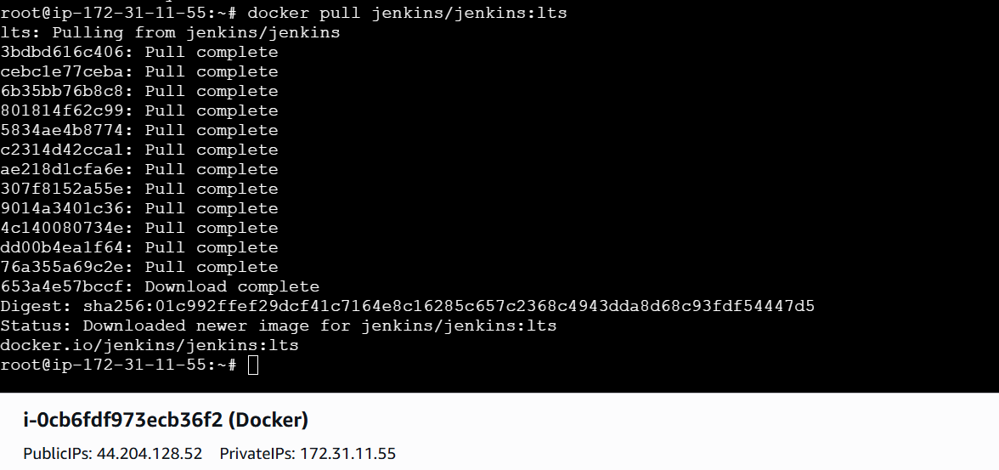 root@ip-172-31-11-55:~# docker pull jenkins/jenkins:lts
lts: Pulling from jenkins/jenkins
3bdbd616c406: Pull complete
cebc1e77ceba: Pull complete
6b35bb76b8c8: Pull complete
801814f62c99: Pull complete
5834ae4b8774: Pull complete
c2314d42cca1: Pull complete
ae218d1cfa6e: Pull complete
307f8152a55e: Pull complete
9014a3401c36: Pull complete
4c140080734e: Pull complete
dd00b4ea1f64: Pull complete
76a355a69c2e: Pull complete
653a4e57bccf: Download complete
Digest: sha256:01c992ffef29dcf41c7164e8c16285c657c2368c4943dda8d68c93fdf54447d5
Status: Downloaded newer image for jenkins/jenkins:lts
docker.io/jenkins/jenkins:lts
root@ip-172-31-11-55:~#
i-0cb6fdf973ecb36f2 (Docker)
PublicIPs: 44.204.128.52 PrivateIPs: 172.31.11.55